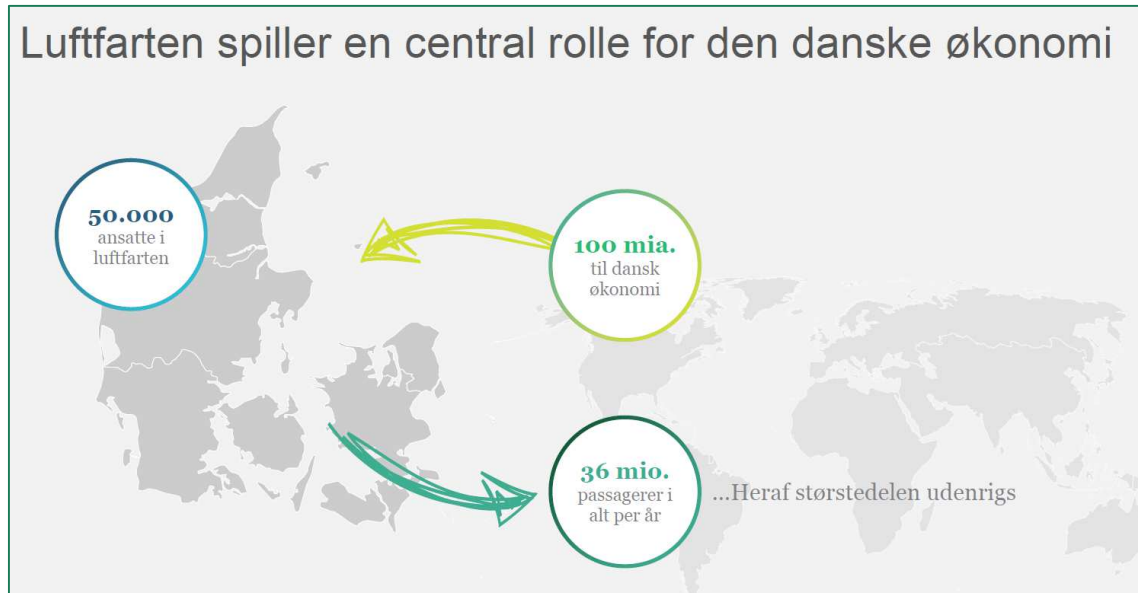 Luftfarten spiller en central rolle for den danske økonomi
50.000
ansatte i
luftfarten
100 mia.
til dansk
økonomi
36 mio.
passagerer i
alt per år
...Heraf størstedelen udenrigs